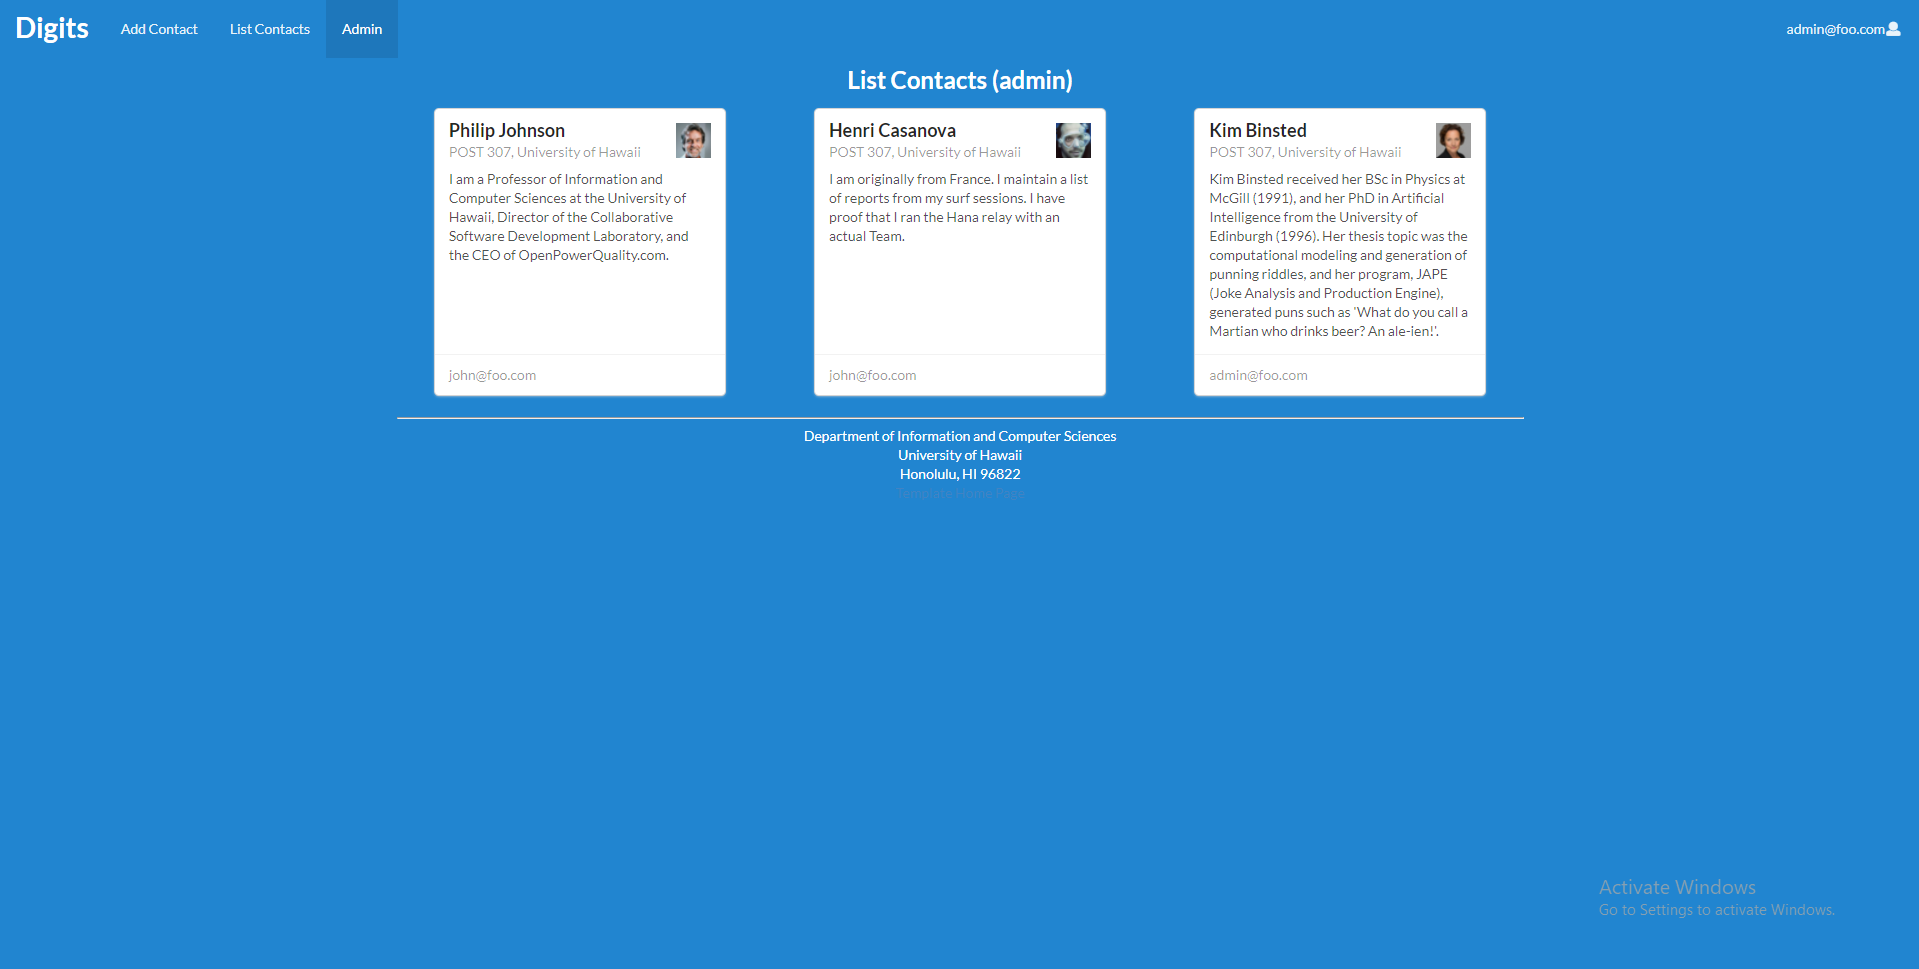 Digits
Add Contact
List Contacts
Admin
admin@foo.com
List Contacts (admin)
Philip Johnson
POST 307, University of Hawaii
I am a Professor of Information and
Computer Sciences at the University of
Hawaii, Director of the Collaborative
Software Development Laboratory, and
the CEO of OpenPowerQuality.com.
john@foo.com
Henri Casanova
POST 307, University of Hawaii
I am originally from France. I maintain a list
of reports from my surf sessions. I have
proof that I ran the Hana relay with an
actual Team.
john@foo.com
Kim Binsted
POST 307, University of Hawaii
Kim Binsted received her BSc in Physics at
McGill (1991), and her PhD in Artificial
Intelligence from the University of
Edinburgh (1996). Her thesis topic was the
computational modeling and generation of
punning riddles, and her program, JAPE
(Joke Analysis and Production Engine),
generated puns such as 'What do you call a
Martian who drinks beer? An ale-ien!'.
admin@foo.com
Department of Information and Computer Sciences
University of Hawaii
Honolulu, HI 96822
Template Home Page
Activate Windows
Go to Settings to activate Windows.